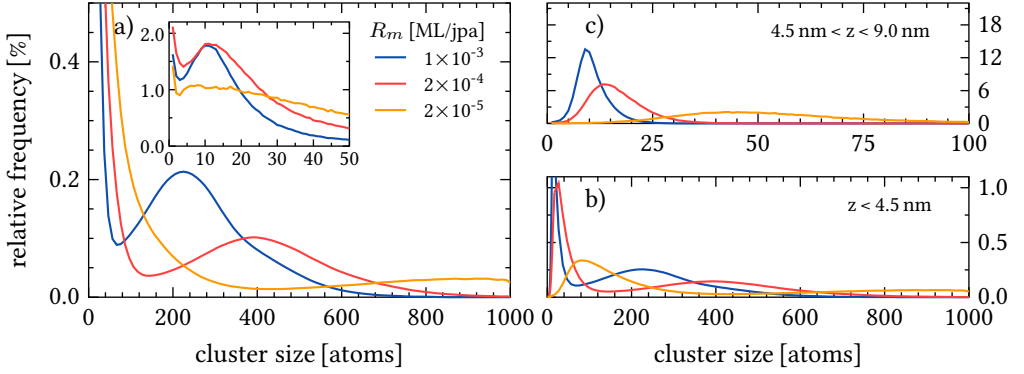 a)
R_m [ML/jpa]
1×10⁻³
2×10⁻⁴
2×10⁻⁵
2.0
1.0
0.0
0 10 20 30 40 50
0.4
0.2
0.0
0 200 400 600 800 1000
relative frequency [%]
cluster size [atoms]
c)
4.5 nm < z < 9.0 nm
18
12
6
0
0 25 50 75 100
b)
z < 4.5 nm
1.0
0.5
0.0
0 200 400 600 800 1000
cluster size [atoms]